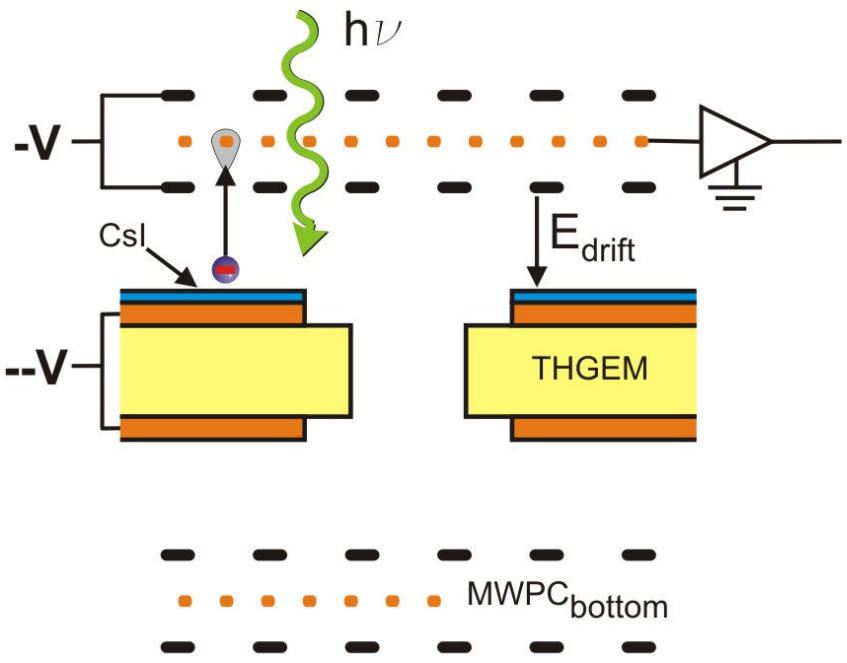 hν
-V
CsI
E_drift
--V
THGEM
MWPC_bottom